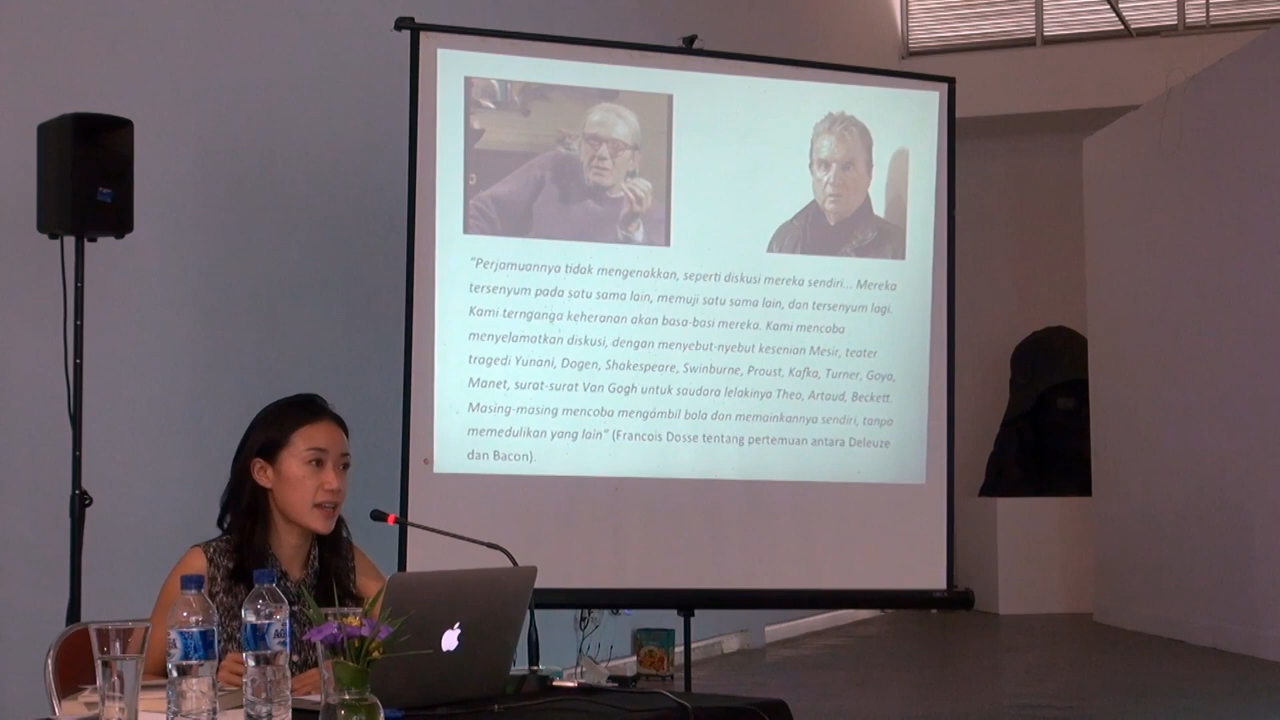 "Perjamuannya tidak mengenakkan, seperti diskusi mereka sendiri... Mereka
tersenyum pada satu sama lain, memuji satu sama lain, dan tersenyum lagi.
Kami ternganga keheranan akan basa-basi mereka. Kami mencoba
menyelamatkan diskusi, dengan menyebut-nyebut kesenian Mesir, teater
tragedi Yunani, Dogen, Shakespeare, Swinburne, Proust, Kafka, Turner, Goya,
Manet, surat-surat Van Gogh untuk saudara lelakinya Theo, Artaud, Beckett.
Masing-masing mencoba mengambil bola dan memainkannya sendiri, tanpa
memedulikan yang lain" (Francois Dosse tentang pertemuan antara Deleuze
dan Bacon).